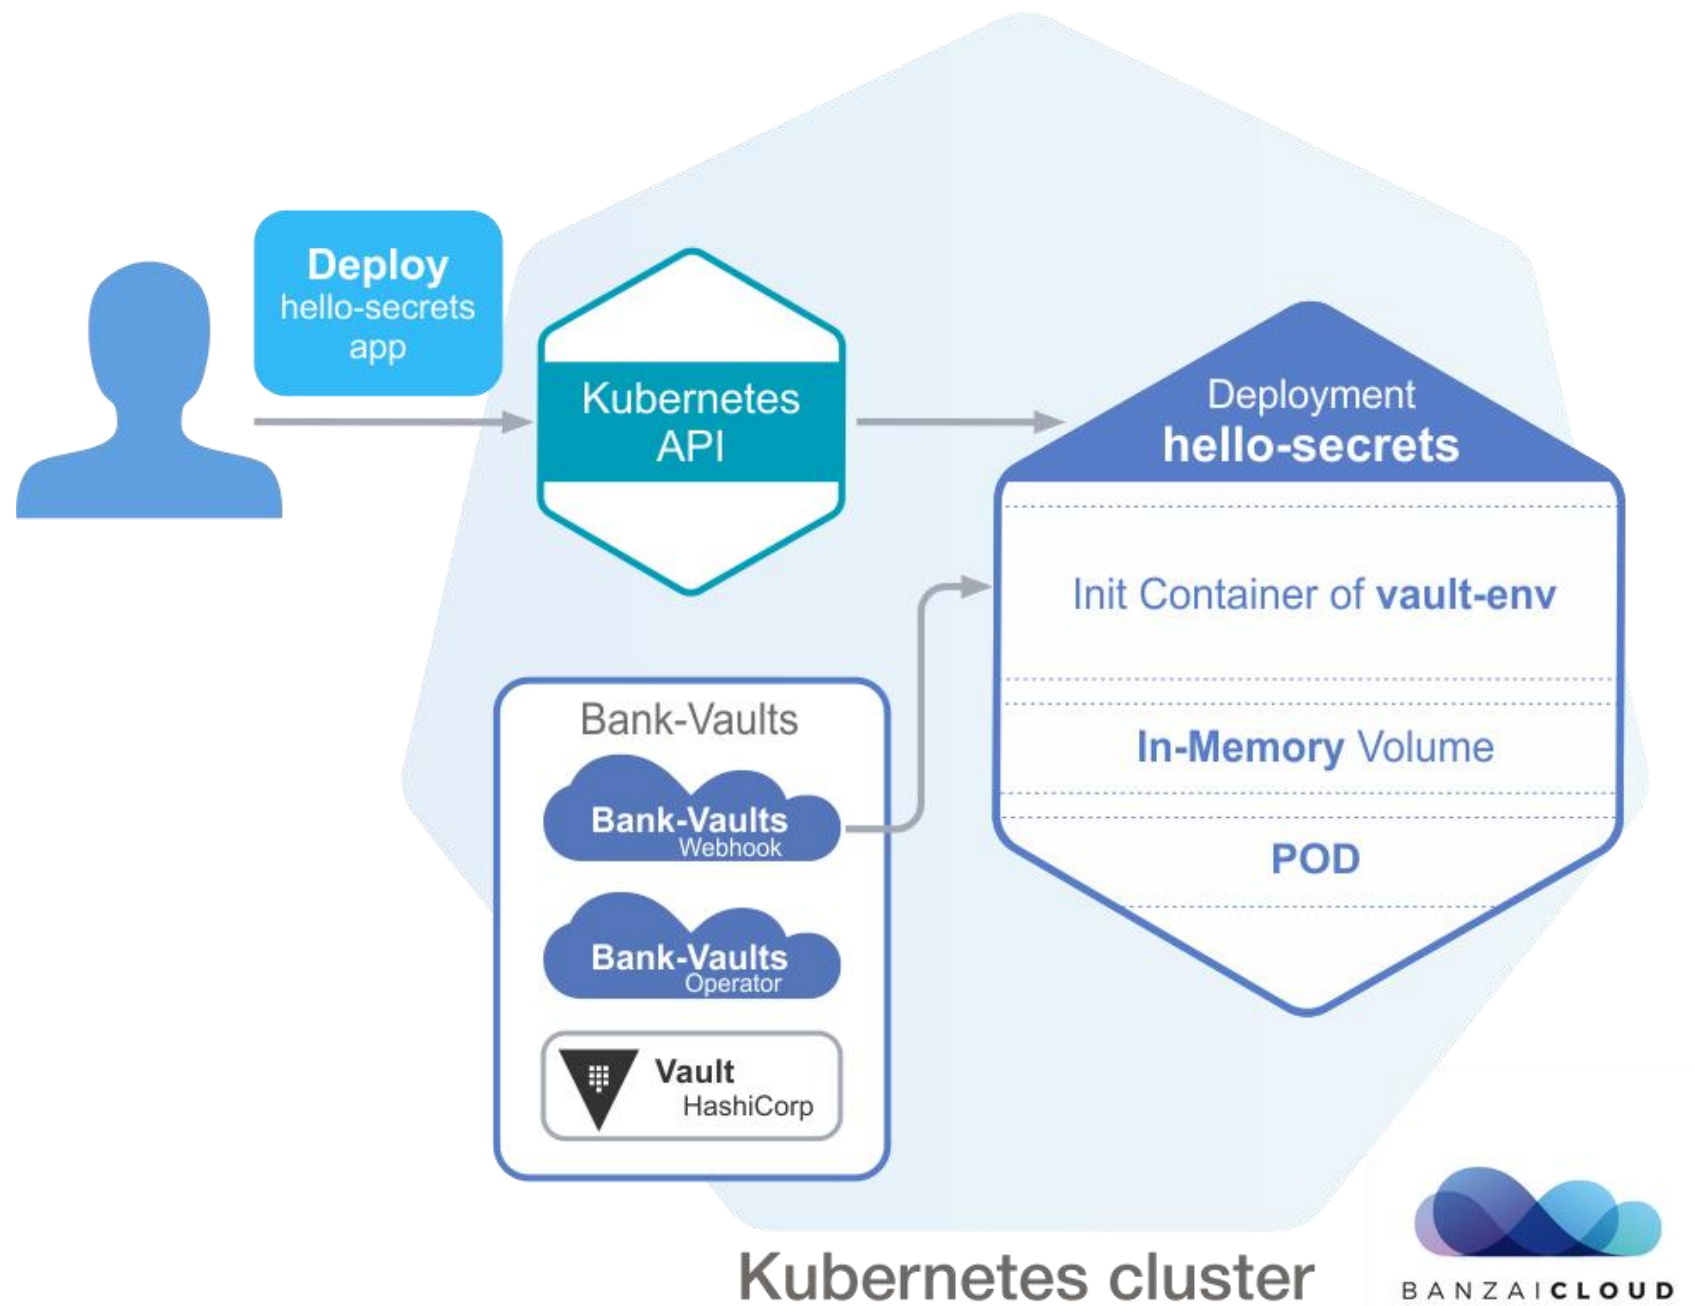 Deploy
hello-secrets
app
Kubernetes
API
Deployment
hello-secrets
Init Container of vault-env
In-Memory Volume
POD
Bank-Vaults
Bank-Vaults
Webhook
Bank-Vaults
Operator
Vault
HashiCorp
Kubernetes cluster
BANZAICLOUD